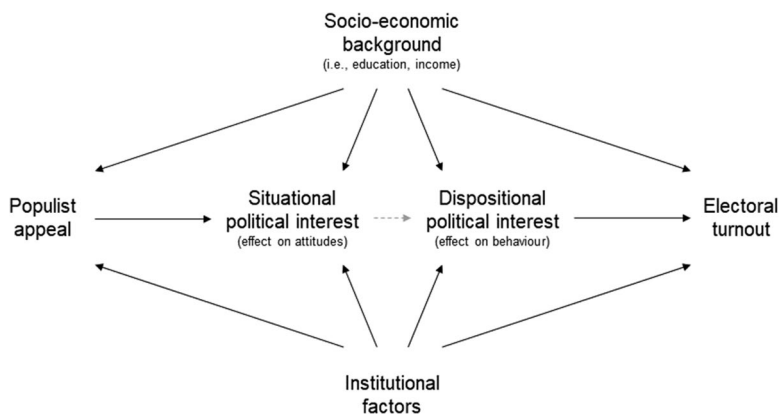 Socio-economic
background
(i.e., education, income)
Populist
appeal
Situational
political interest
(effect on attitudes)
Dispositional
political interest
(effect on behaviour)
Electoral
turnout
Institutional
factors